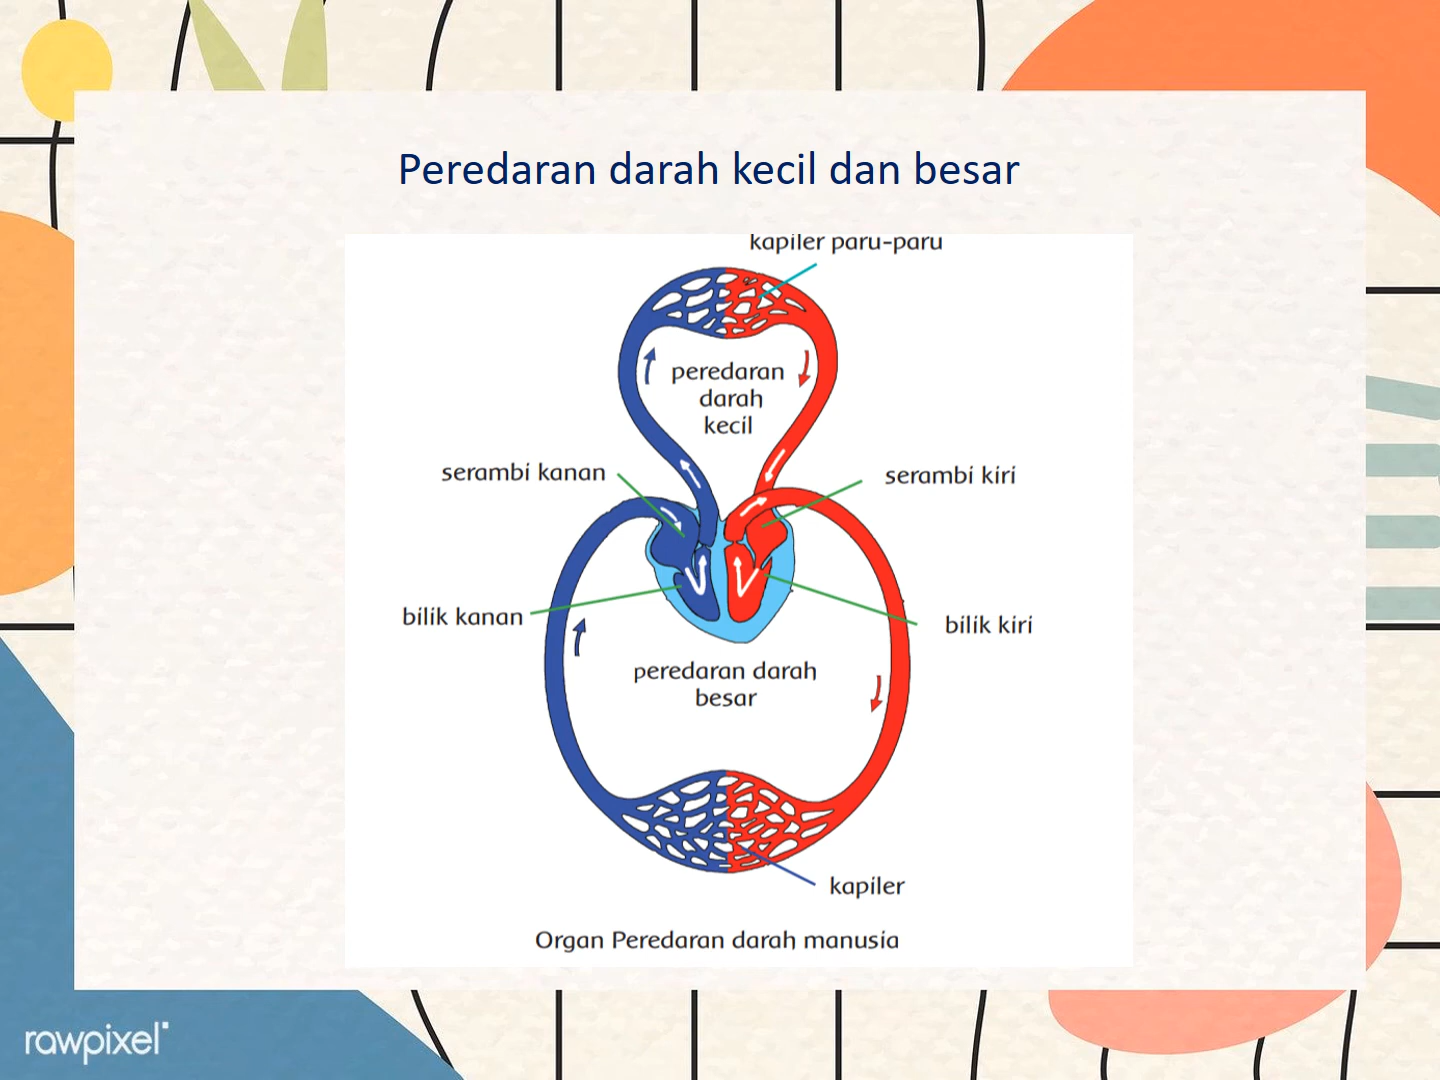 Peredaran darah kecil dan besar
kapiler paru-paru
peredaran
darah
kecil
serambi kanan
serambi kiri
bilik kanan
bilik kiri
peredaran darah
besar
kapiler
Organ Peredaran darah manusia
rawpixel